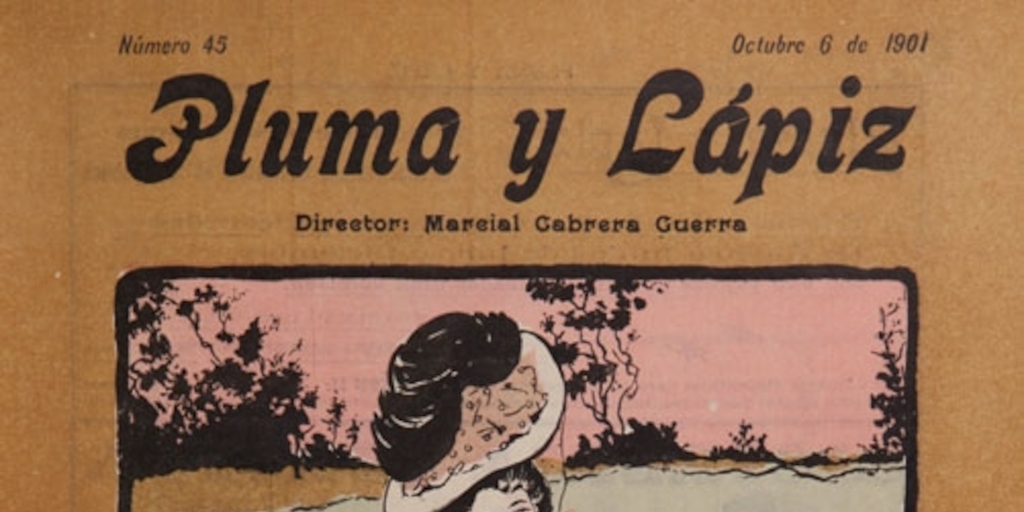 Número 45
Octubre 6 de 1901
Pluma y Lápiz
Director: Marcial Cabrera Guerra